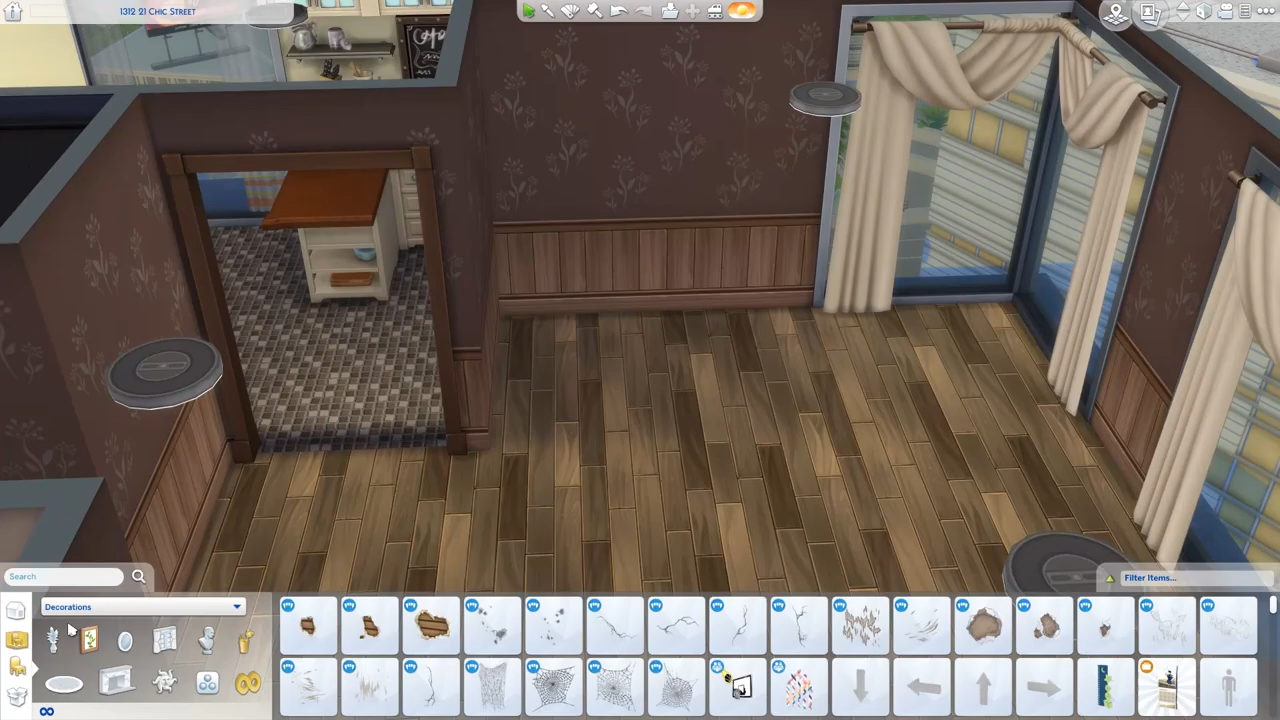 1312 21 Chic Street
Search
Filter Items...
Decorations